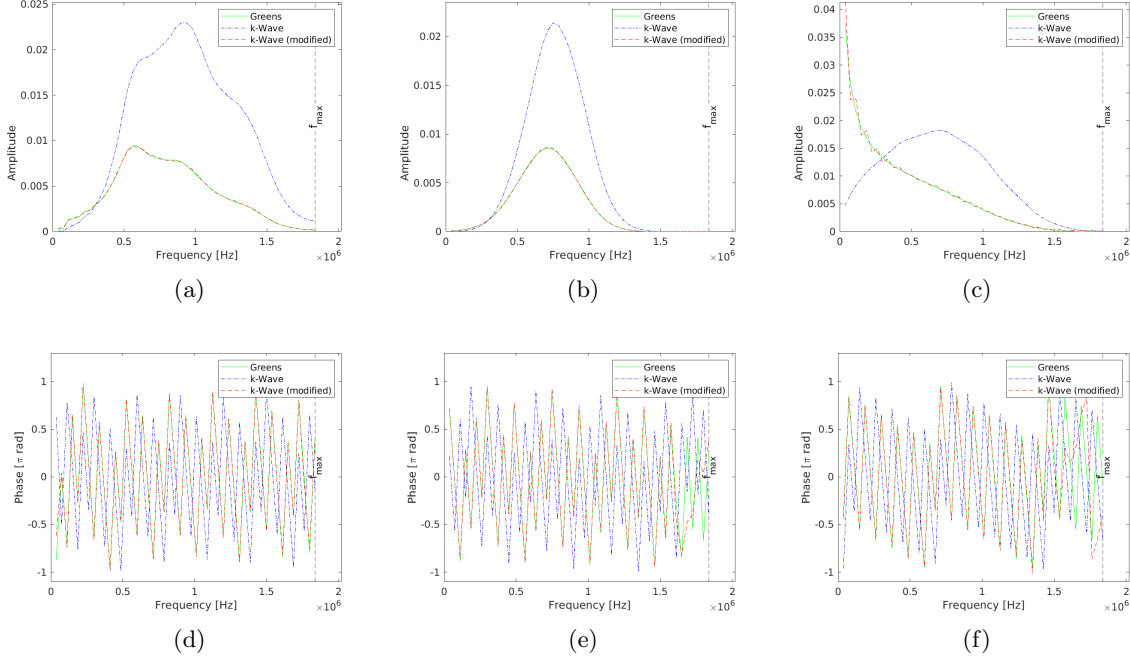 0.025
0.02
0.015
0.01
0.005
0
Amplitude
Greens
k-Wave
k-Wave (modified)
f max
0 0.5 1 1.5 2
Frequency [Hz] ×10^6
(a)
0.02
0.015
0.01
0.005
0
Amplitude
Greens
k-Wave
k-Wave (modified)
f max
0 0.5 1 1.5 2
Frequency [Hz] ×10^6
(b)
0.04
0.035
0.03
0.025
0.02
0.015
0.01
0.005
0
Amplitude
Greens
k-Wave
k-Wave (modified)
f max
0 0.5 1 1.5 2
Frequency [Hz] ×10^6
(c)
1
0.5
0
-0.5
-1
Phase [π rad]
Greens
k-Wave
k-Wave (modified)
f max
0 0.5 1 1.5 2
Frequency [Hz] ×10^6
(d)
1
0.5
0
-0.5
-1
Phase [π rad]
Greens
k-Wave
k-Wave (modified)
f max
0 0.5 1 1.5 2
Frequency [Hz] ×10^6
(e)
1
0.5
0
-0.5
-1
Phase [π rad]
Greens
k-Wave
k-Wave (modified)
f max
0 0.5 1 1.5 2
Frequency [Hz] ×10^6
(f)